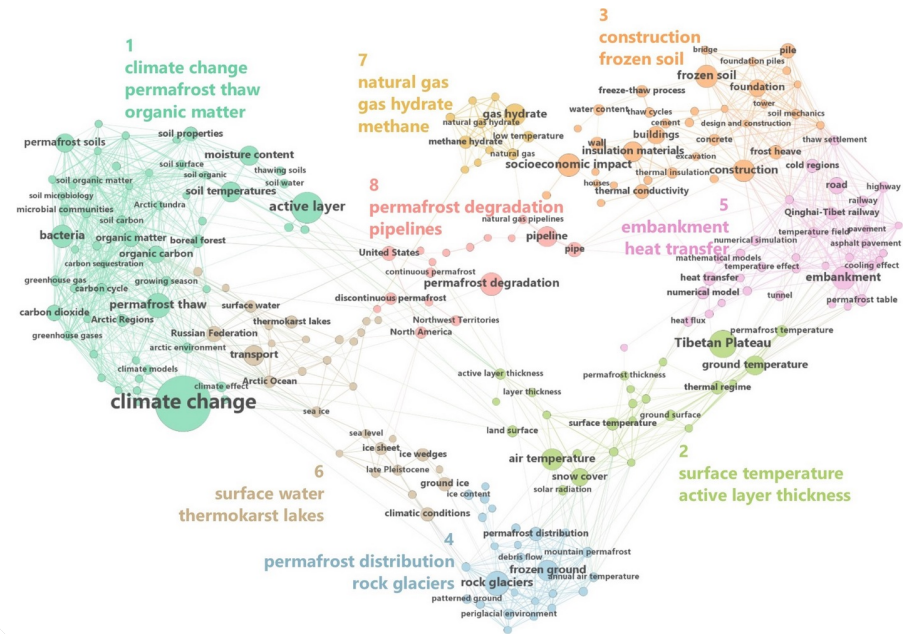 1
climate change
permafrost thaw
organic matter
7
natural gas
gas hydrate
methane
3
construction
frozen soil
8
permafrost degradation
pipelines
5
embankment
heat transfer
2
surface temperature
active layer thickness
6
surface water
thermokarst lakes
4
permafrost distribution
rock glaciers
permafrost soils
soil properties
moisture content
soil surface
thawing soils
soil organic
soil water
soil organic matter
soil temperatures
soil microbiology
Arctic tundra
microbial communities
active layer
soil carbon
bacteria
organic matter
boreal forest
organic carbon
carbon sequestration
greenhouse gas
growing season
carbon cycle
permafrost thaw
carbon dioxide
Arctic Regions
greenhouse gases
arctic environment
climate models
climate effect
climate change
surface water
thermokarst lakes
Russian Federation
transport
Arctic Ocean
sea ice
sea level
ice sheet
ice wedges
late Pleistocene
ground ice
ice content
climatic conditions
gas hydrate
natural gas hydrate
low temperature
methane hydrate
natural gas
socioeconomic impact
natural gas pipelines
pipeline
pipe
United States
continuous permafrost
permafrost degradation
discontinuous permafrost
Northwest Territories
North America
bridge
pile
foundation piles
frozen soil
foundation
freeze-thaw process
tower
water content
thaw cycles
soil mechanics
cement
design and construction
buildings
concrete
wall
insulation materials
frost heave
excavation
thermal insulation
construction
houses
thermal conductivity
thaw settlement
cold regions
road
highway
railway
Qinghai-Tibet railway
temperature field
pavement
numerical simulation
asphalt pavement
mathematical models
temperature effect
cooling effect
heat transfer
embankment
numerical model
tunnel
permafrost table
heat flux
permafrost temperature
Tibetan Plateau
ground temperature
active layer thickness
permafrost thickness
thermal regime
layer thickness
ground surface
land surface
surface temperature
air temperature
snow cover
solar radiation
permafrost distribution
debris flow
mountain permafrost
frozen ground
annual air temperature
rock glaciers
patterned ground
periglacial environment